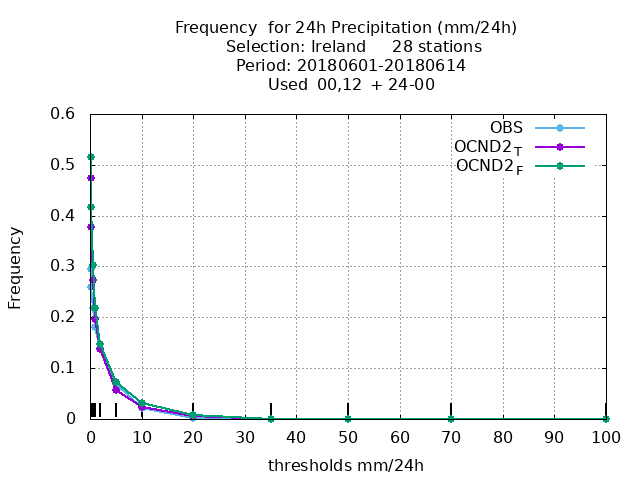 Frequency  for 24h Precipitation (mm/24h)
Selection: Ireland     28 stations
Period: 20180601-20180614
Used  00,12  + 24-00
OBS
OCND2T
OCND2F
0.6
0.5
0.4
0.3
0.2
0.1
0
Frequency
0 10 20 30 40 50 60 70 80 90 100
thresholds mm/24h